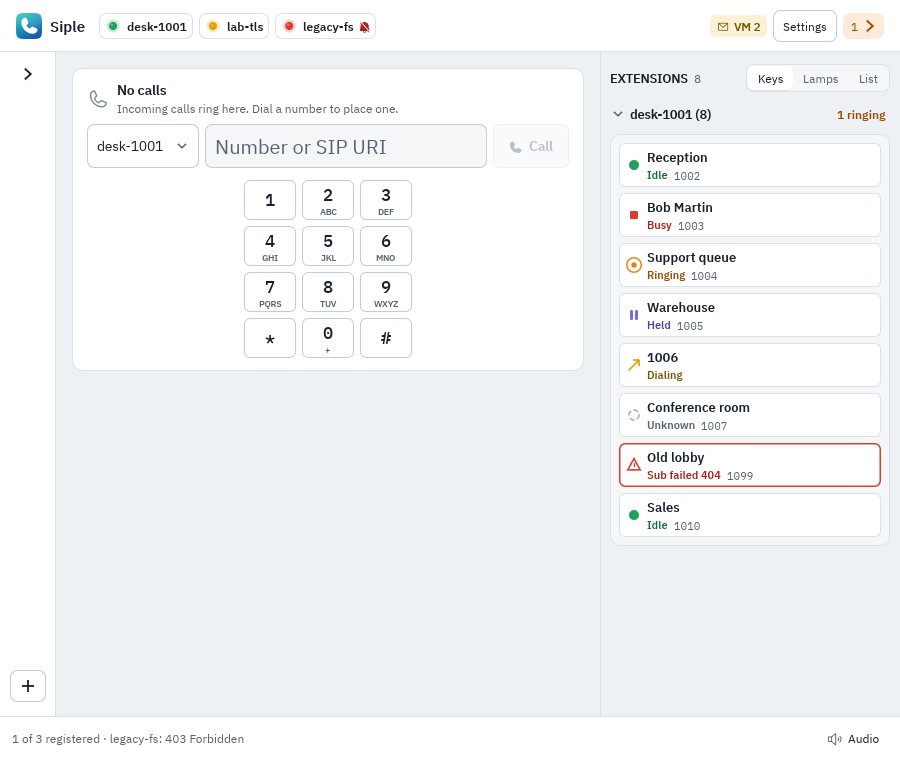 Siple
desk-1001
lab-tls
legacy-fs
VM 2
Settings
1
No calls
Incoming calls ring here. Dial a number to place one.
desk-1001
Number or SIP URI
Call
1
2
ABC
3
DEF
4
GHI
5
JKL
6
MNO
7
PQRS
8
TUV
9
WXYZ
*
0
+
#
EXTENSIONS 8
Keys
Lamps
List
desk-1001 (8)
1 ringing
Reception
Idle 1002
Bob Martin
Busy 1003
Support queue
Ringing 1004
Warehouse
Held 1005
1006
Dialing
Conference room
Unknown 1007
Old lobby
Sub failed 404 1099
Sales
Idle 1010
1 of 3 registered · legacy-fs: 403 Forbidden
Audio